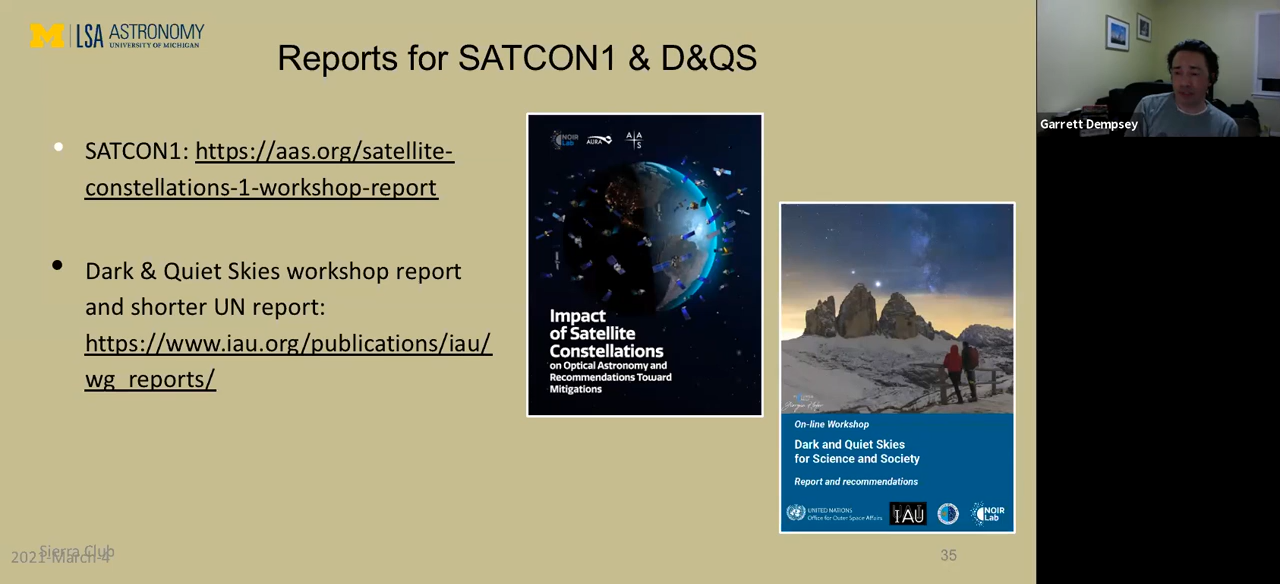 M | LSA ASTRONOMY
UNIVERSITY OF MICHIGAN
Reports for SATCON1 & D&QS
• SATCON1: https://aas.org/satellite-
constellations-1-workshop-report
• Dark & Quiet Skies workshop report
and shorter UN report:
https://www.iau.org/publications/iau/
wg_reports/
NOIR
Lab
AURA
A A
S
Impact
of Satellite
Constellations
on Optical Astronomy and
Recommendations Toward
Mitigations
On-line Workshop
Dark and Quiet Skies
for Science and Society
Report and recommendations
UNITED NATIONS
Office for Outer Space Affairs
IAU
NOIR
Lab
Sierra Club
2021-March-4
35
Garrett Dempsey